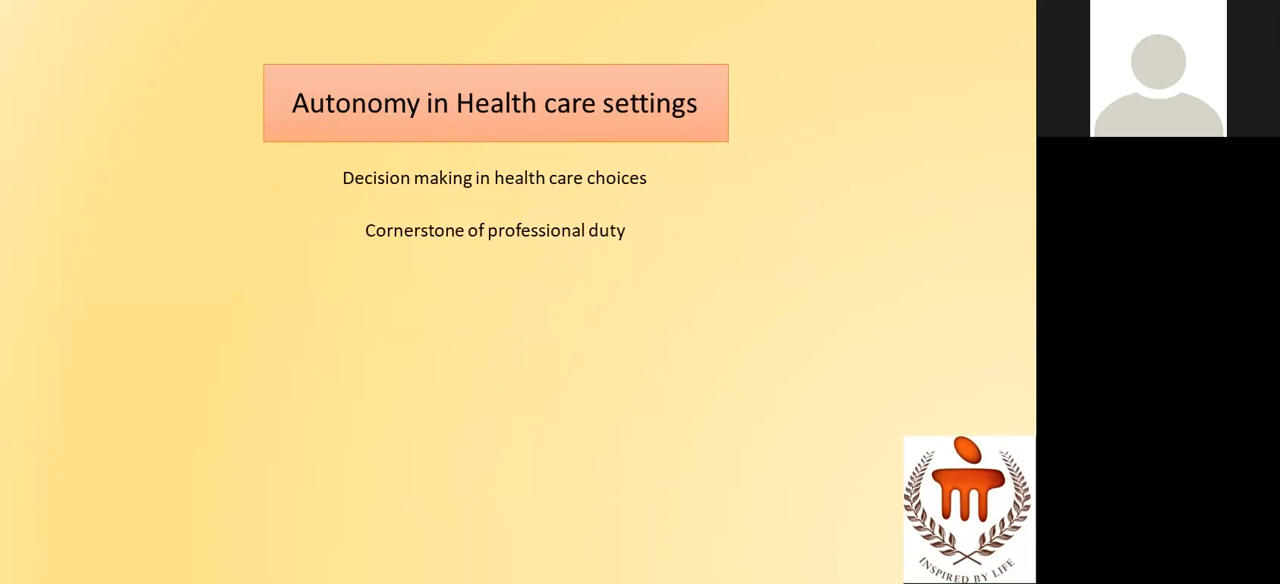 Autonomy in Health care settings
Decision making in health care choices
Cornerstone of professional duty
INSPIRED BY LIFE